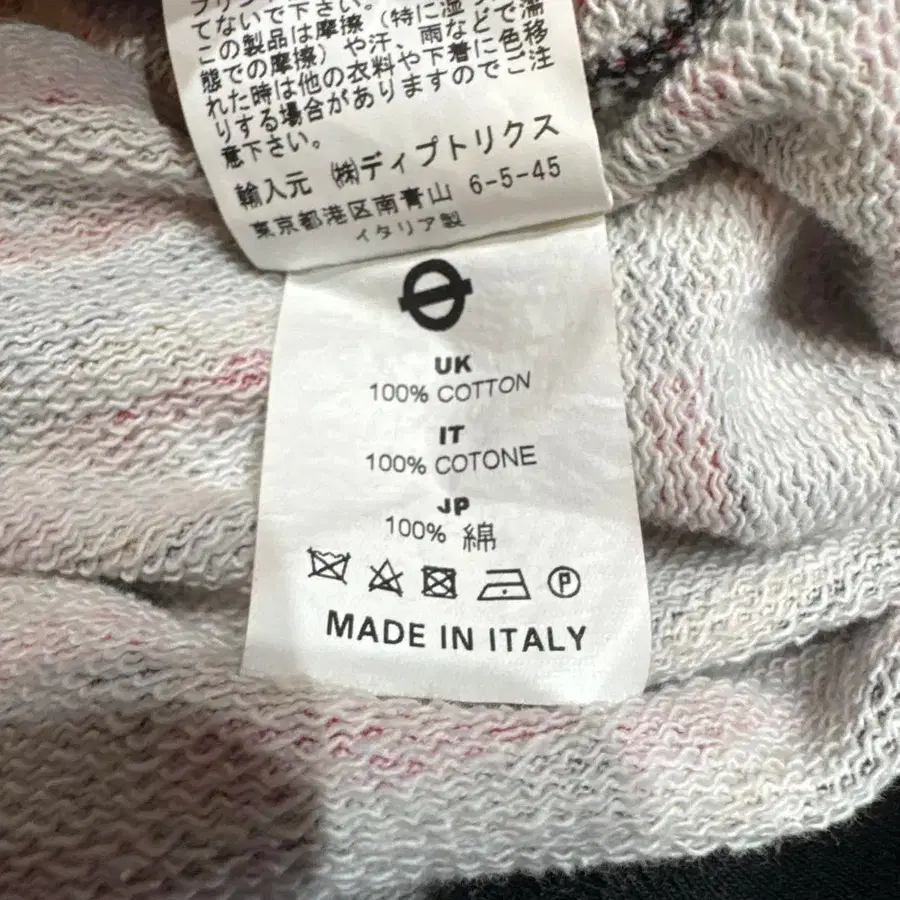 てないで下さい。
この製品は摩擦(特に湿
態での摩擦)や汗、雨などで濡
れた時は他の衣料や下着に色移
りする場合がありますのでご注
意下さい。
輸入元 ㈱ディプトリクス
東京都港区南青山 6-5-45
イタリア製
UK
100% COTTON
IT
100% COTONE
JP
100% 綿
P
MADE IN ITALY